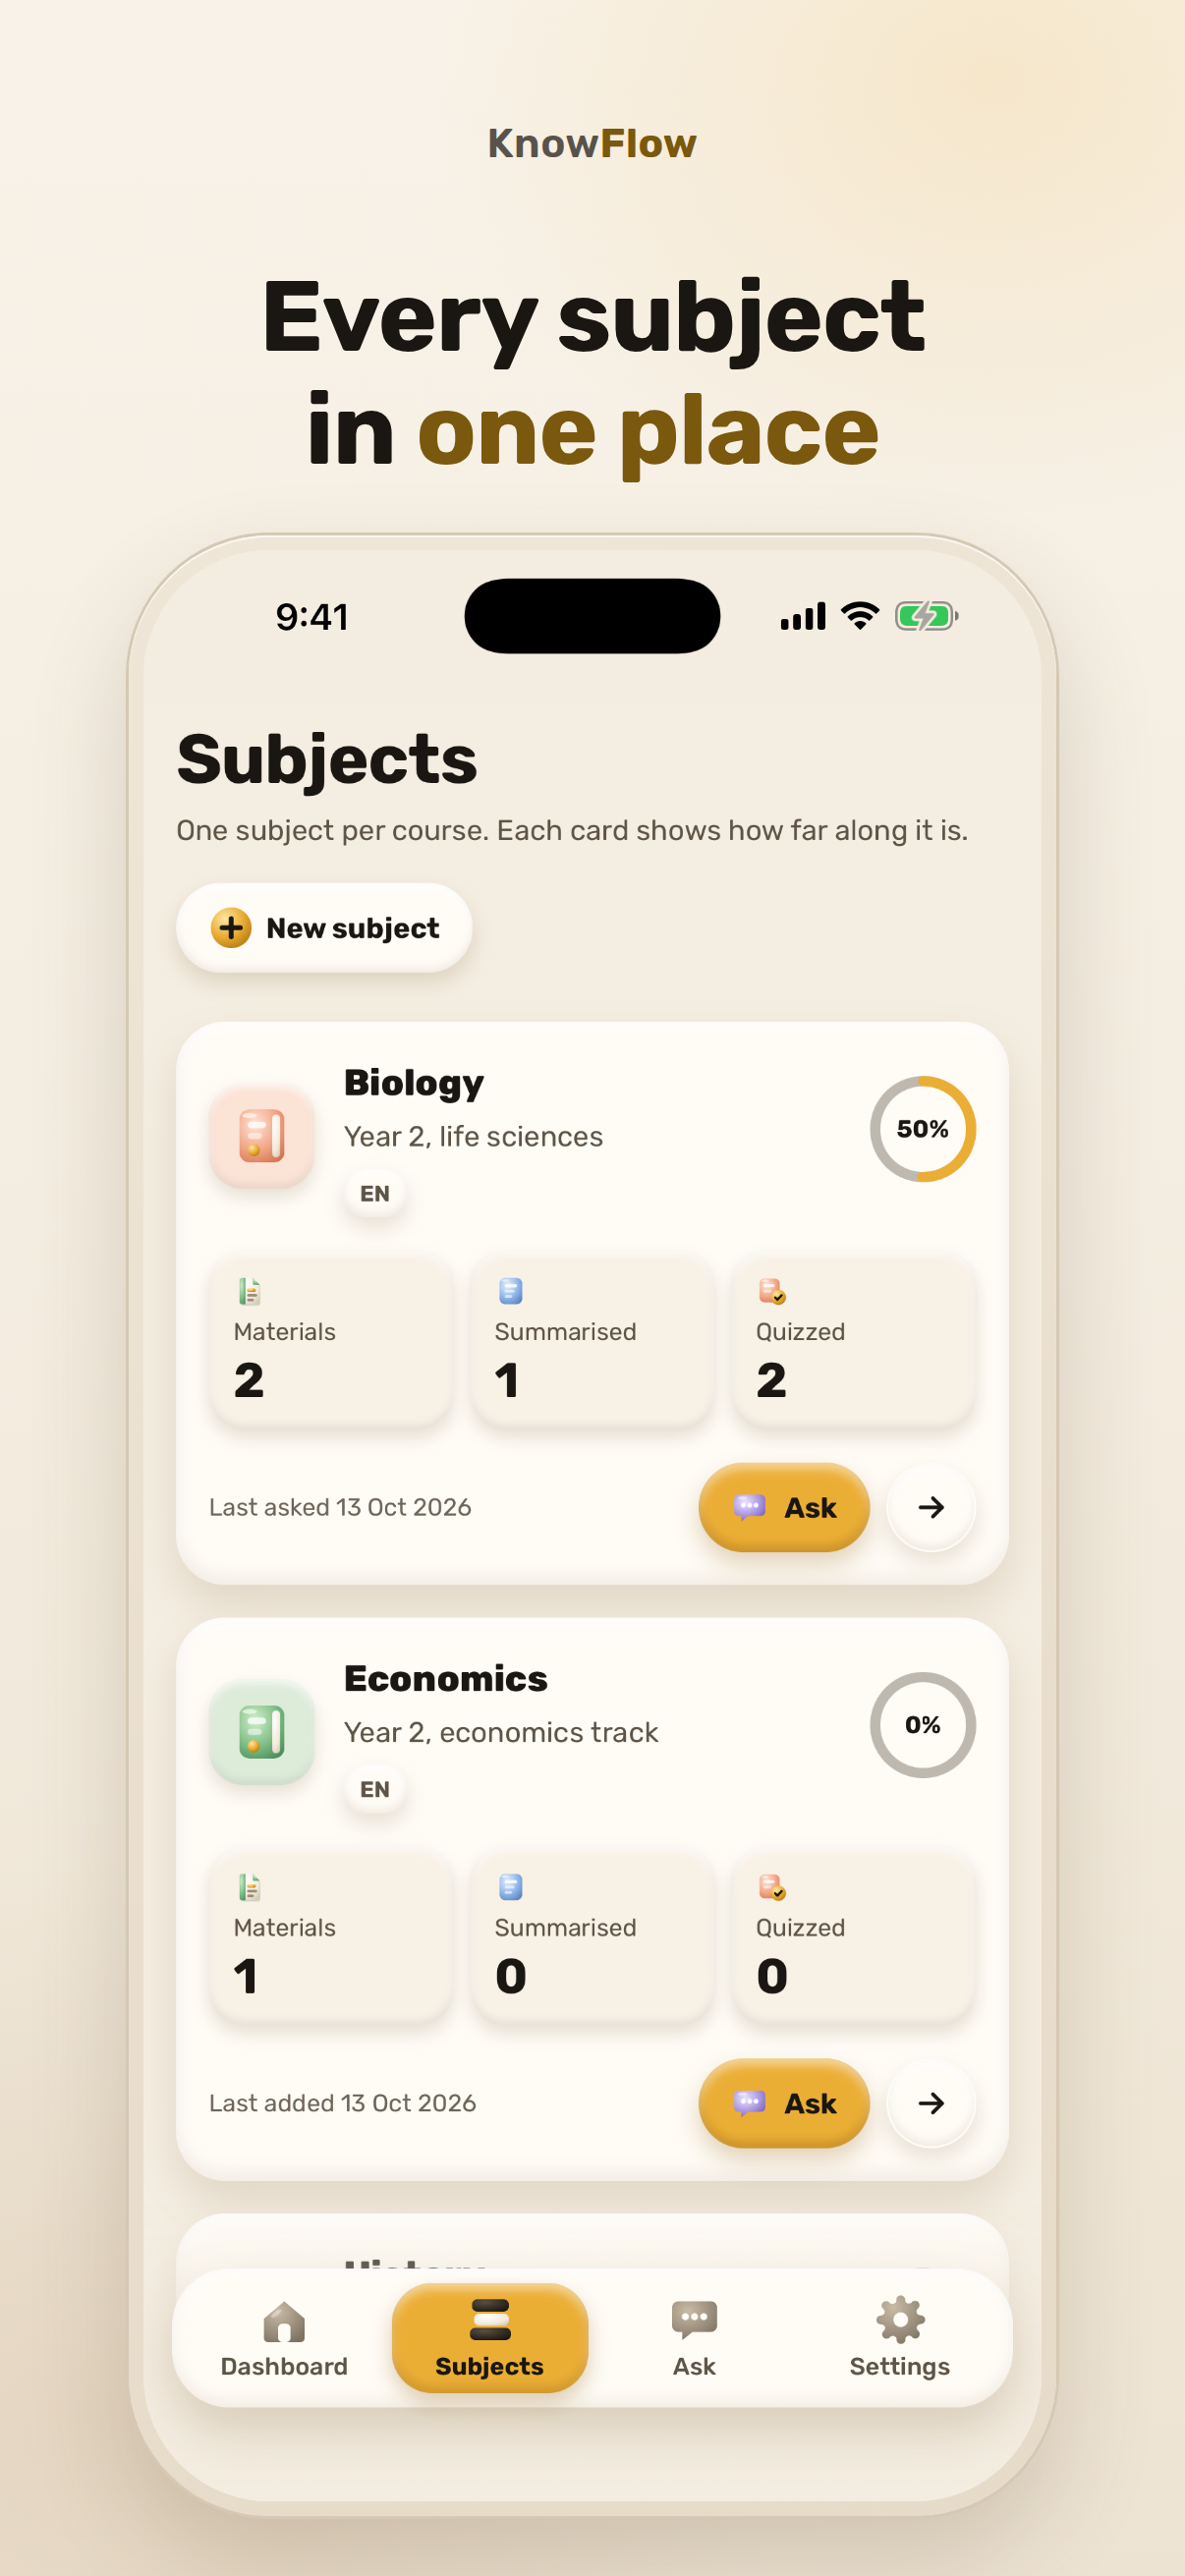 KnowFlow
Every subject
in one place
9:41
Subjects
One subject per course. Each card shows how far along it is.
New subject
Biology
Year 2, life sciences
50%
EN
Materials
Summarised
Quizzed
2
1
2
Last asked 13 Oct 2026
Ask
Economics
Year 2, economics track
0%
EN
Materials
Summarised
Quizzed
1
0
0
Last added 13 Oct 2026
Ask
Dashboard
Subjects
Ask
Settings